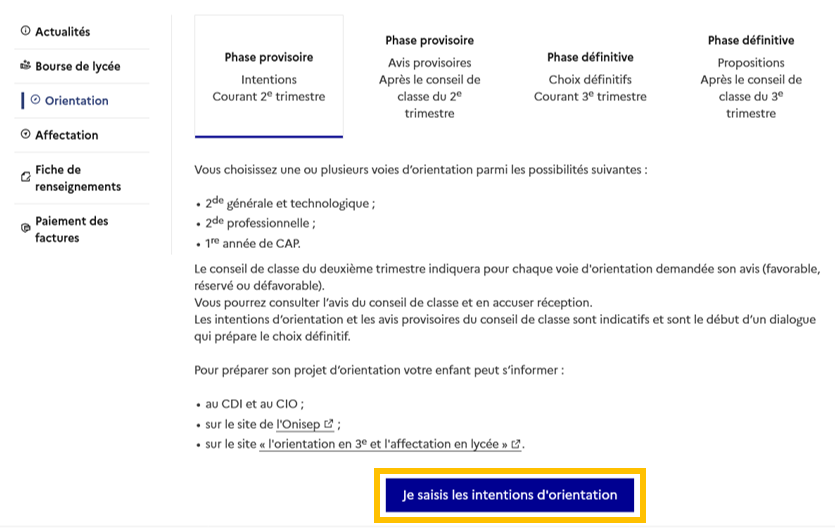 Actualités
Bourse de lycée
Orientation
Affectation
Fiche de
renseignements
Paiement des
factures
Phase provisoire
Intentions
Courant 2e trimestre
Phase provisoire
Avis provisoires
Après le conseil de
classe du 2e
trimestre
Phase définitive
Choix définitifs
Courant 3e trimestre
Phase définitive
Propositions
Après le conseil de
classe du 3e
trimestre
Vous choisissez une ou plusieurs voies d'orientation parmi les possibilités suivantes :
• 2de générale et technologique ;
• 2de professionnelle ;
• 1re année de CAP.
Le conseil de classe du deuxième trimestre indiquera pour chaque voie d'orientation demandée son avis (favorable,
réservé ou défavorable).
Vous pourrez consulter l'avis du conseil de classe et en accuser réception.
Les intentions d'orientation et les avis provisoires du conseil de classe sont indicatifs et sont le début d'un dialogue
qui prépare le choix définitif.
Pour préparer son projet d'orientation votre enfant peut s'informer :
• au CDI et au CIO ;
• sur le site de l'Onisep ;
• sur le site « l'orientation en 3e et l'affectation en lycée ».
Je saisis les intentions d'orientation